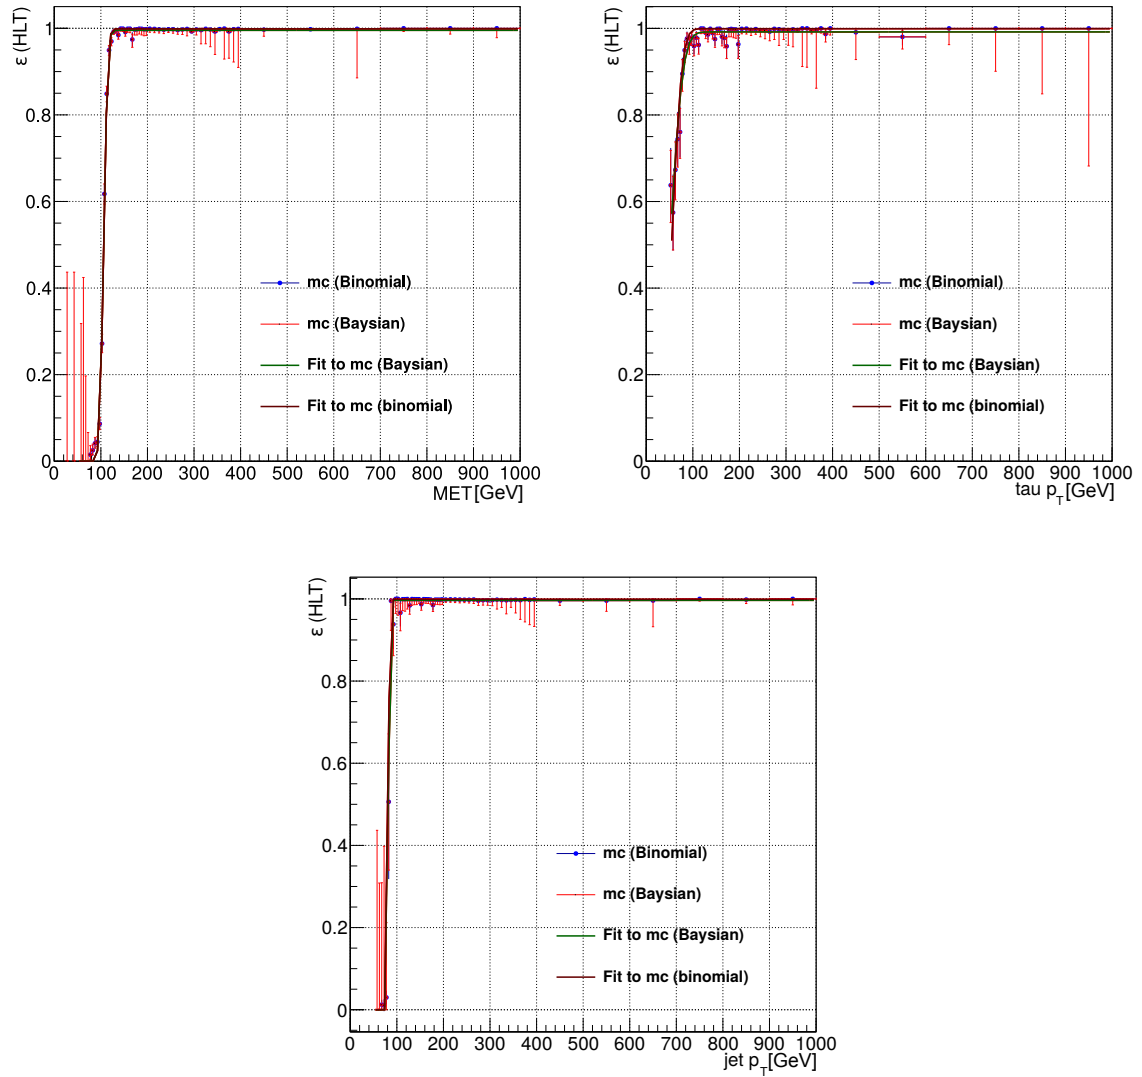 ε (HLT)
1
0.8
0.6
0.4
0.2
0
mc (Binomial)
mc (Baysian)
Fit to mc (Baysian)
Fit to mc (binomial)
0 100 200 300 400 500 600 700 800 900 1000
MET[GeV]
ε (HLT)
1
0.8
0.6
0.4
0.2
0
mc (Binomial)
mc (Baysian)
Fit to mc (Baysian)
Fit to mc (binomial)
0 100 200 300 400 500 600 700 800 900 1000
tau p_T[GeV]
ε (HLT)
1
0.8
0.6
0.4
0.2
0
mc (Binomial)
mc (Baysian)
Fit to mc (Baysian)
Fit to mc (binomial)
0 100 200 300 400 500 600 700 800 900 1000
jet p_T[GeV]